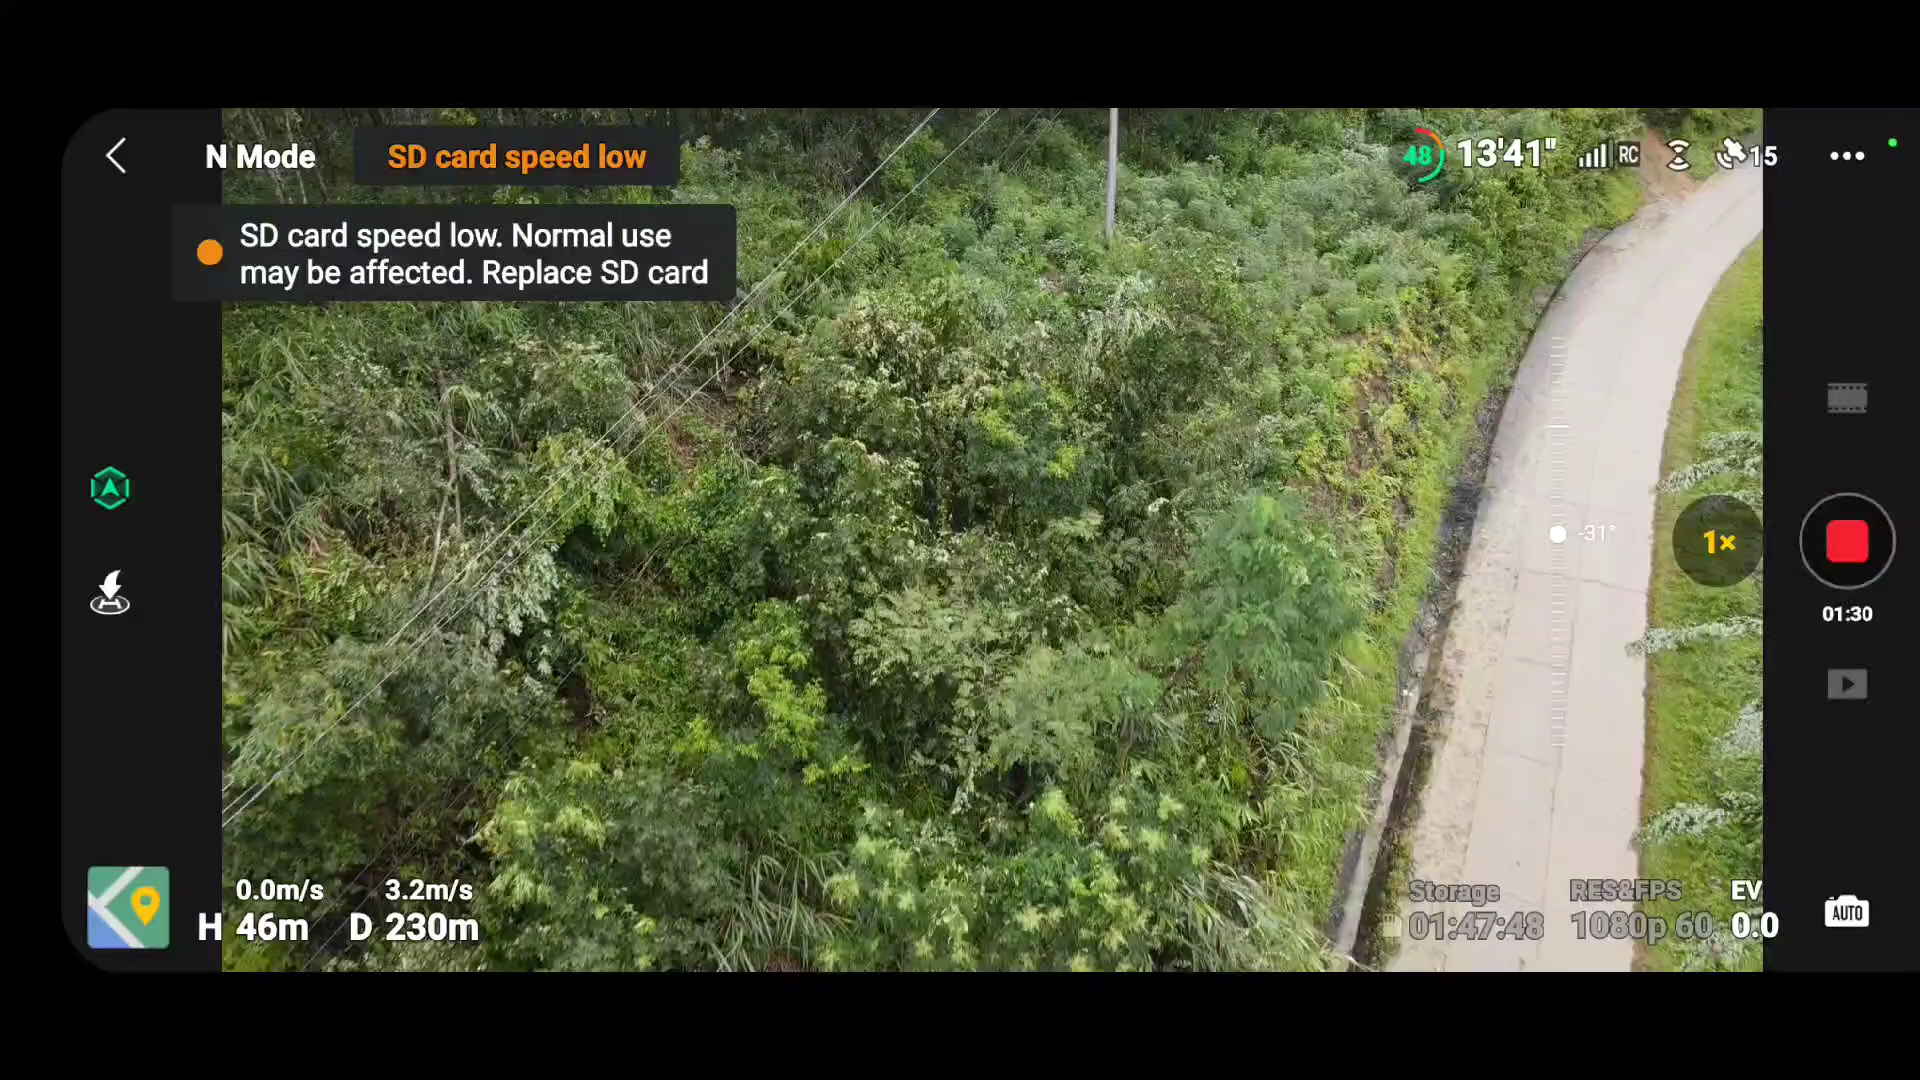 N Mode
SD card speed low
48
13'41"
RC
15
SD card speed low. Normal use
may be affected. Replace SD card
-31°
1×
01:30
0.0m/s
3.2m/s
H 46m
D 230m
Storage
01:47:48
RES&FPS
1080p 60
EV
0.0
AUTO